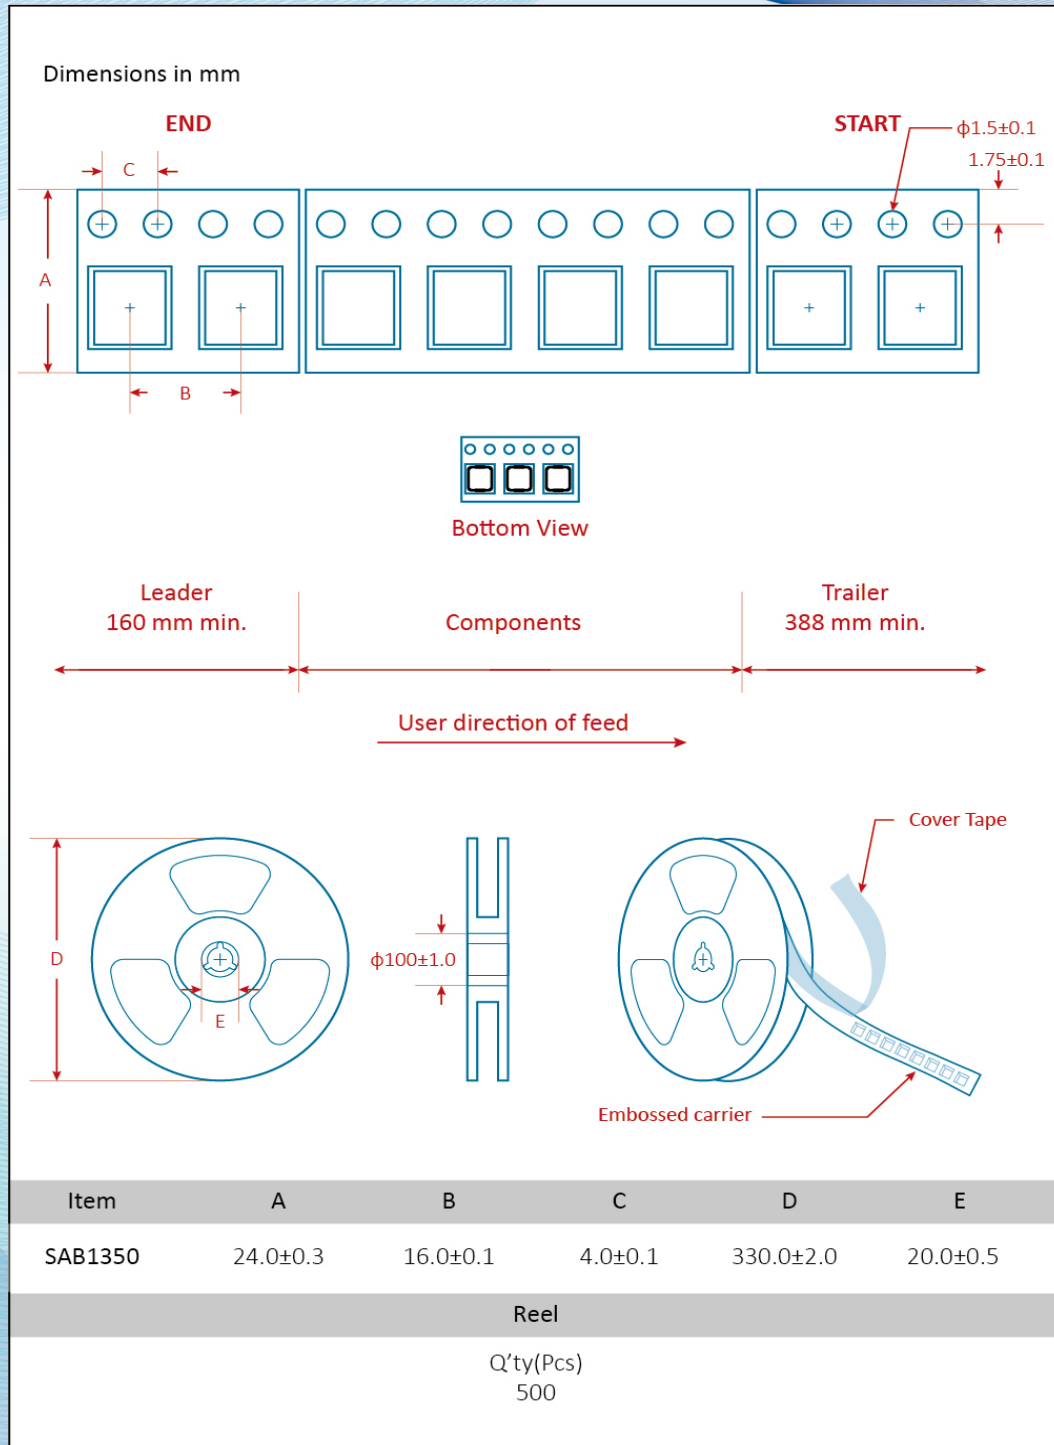 Dimensions in mm
END
START
ϕ1.5±0.1
1.75±0.1
C
A
B
Bottom View
Leader
160 mm min.
Components
Trailer
388 mm min.
User direction of feed
Cover Tape
D
ϕ100±1.0
E
Embossed carrier
Item A B C D E
SAB1350 24.0±0.3 16.0±0.1 4.0±0.1 330.0±2.0 20.0±0.5
Reel
Q’ty(Pcs)
500